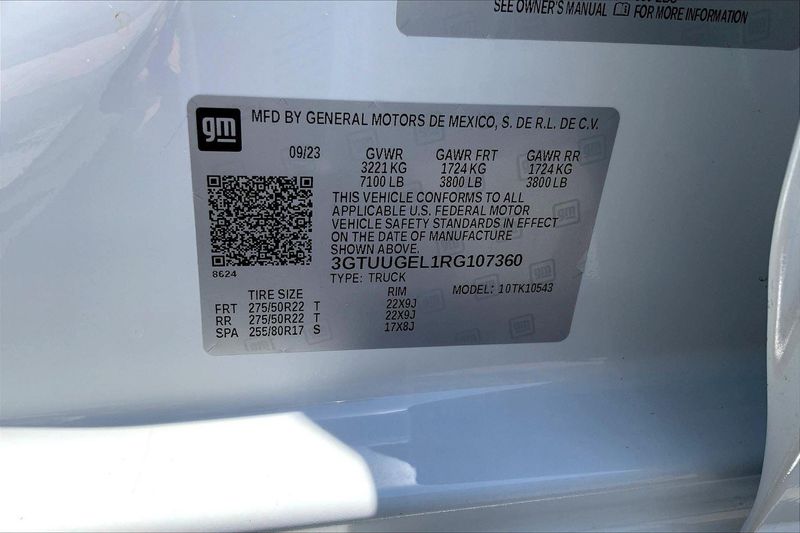 SEE OWNER'S MANUAL FOR MORE INFORMATION
gm
MFD BY GENERAL MOTORS DE MEXICO, S. DE R.L. DE C.V.
09/23 GVWR GAWR FRT GAWR RR
3221 KG 1724 KG 1724 KG
7100 LB 3800 LB 3800 LB
THIS VEHICLE CONFORMS TO ALL
APPLICABLE U.S. FEDERAL MOTOR
VEHICLE SAFETY STANDARDS IN EFFECT
ON THE DATE OF MANUFACTURE
SHOWN ABOVE.
8624
3GTUUGEL1RG107360
TYPE: TRUCK
TIRE SIZE RIM MODEL: 10TK10543
FRT 275/50R22 T 22X9J
RR 275/50R22 T 22X9J
SPA 255/80R17 S 17X8J